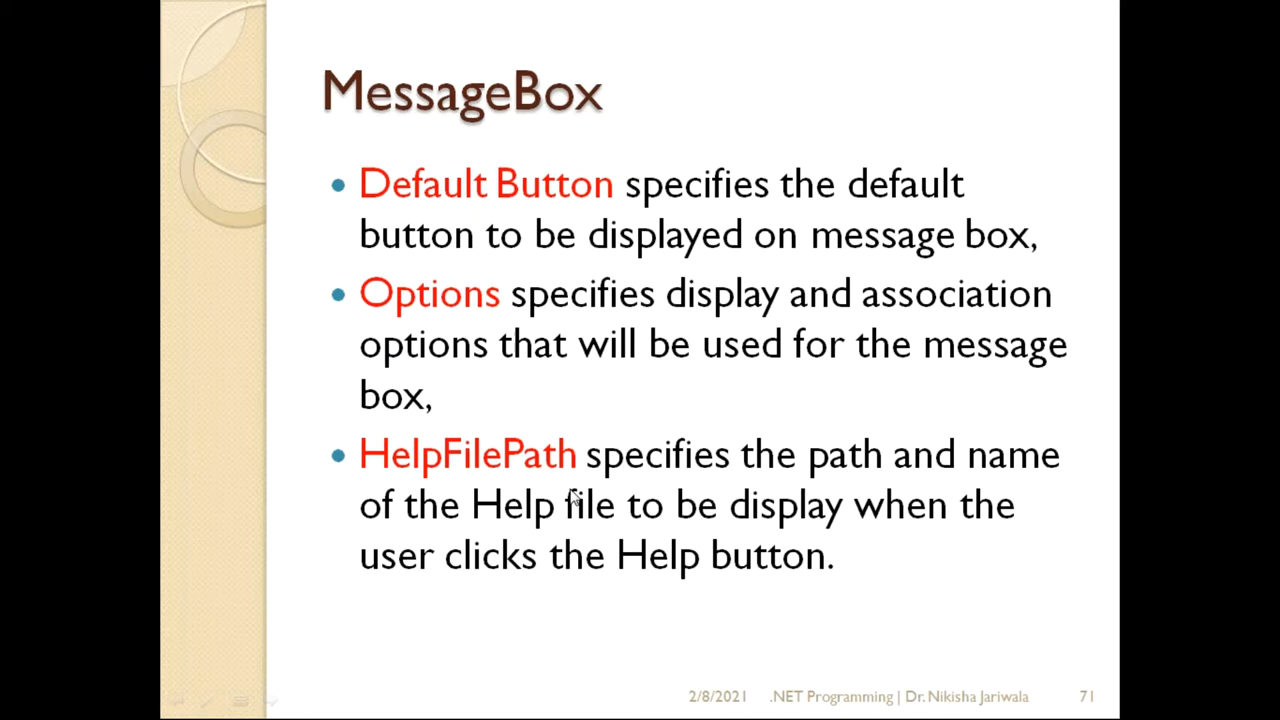 MessageBox
• Default Button specifies the default
button to be displayed on message box,
• Options specifies display and association
options that will be used for the message
box,
• HelpFilePath specifies the path and name
of the Help file to be display when the
user clicks the Help button.
2/8/2021 .NET Programming | Dr. Nikisha Jariwala 71